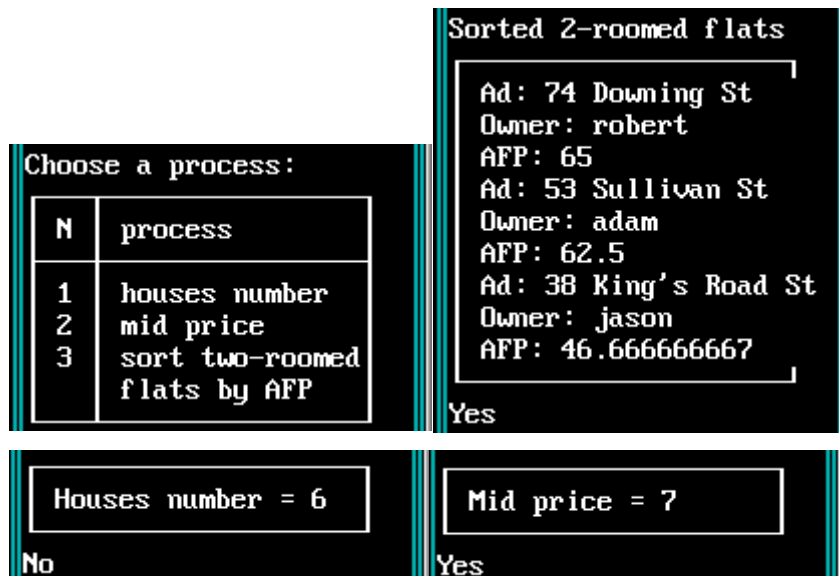 Choose a process:
N process
1 houses number
2 mid price
3 sort two-roomed
flats by AFP
Sorted 2-roomed flats
Ad: 74 Downing St
Owner: robert
AFP: 65
Ad: 53 Sullivan St
Owner: adam
AFP: 62.5
Ad: 38 King's Road St
Owner: jason
AFP: 46.666666667
Yes
Houses number = 6
No
Mid price = 7
Yes